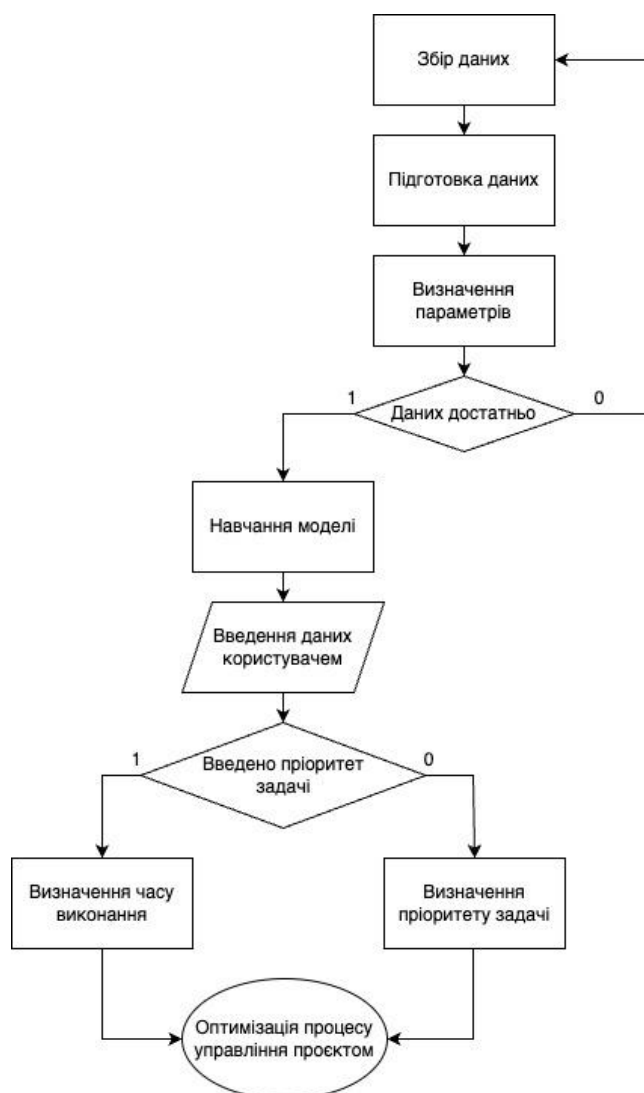 Збір даних
Підготовка даних
Визначення
параметрів
1
Даних достатньо
0
Навчання моделі
Введення даних
користувачем
1
Введено пріоритет
задачі
0
Визначення часу
виконання
Визначення
пріоритету задачі
Оптимізація процесу
управління проєктом